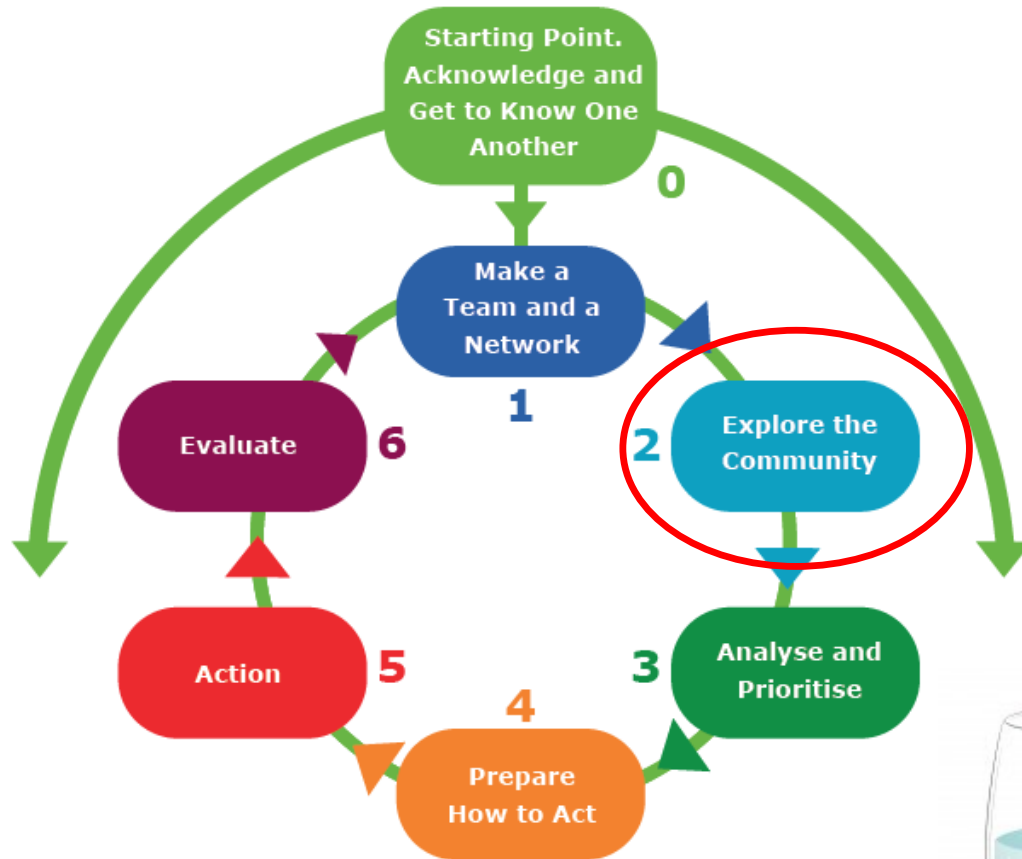 Starting Point.
Acknowledge and
Get to Know One
Another
0
Make a
Team and a
Network
1
2
Explore the
Community
3
Analyse and
Prioritise
4
Prepare
How to Act
5
Action
6
Evaluate